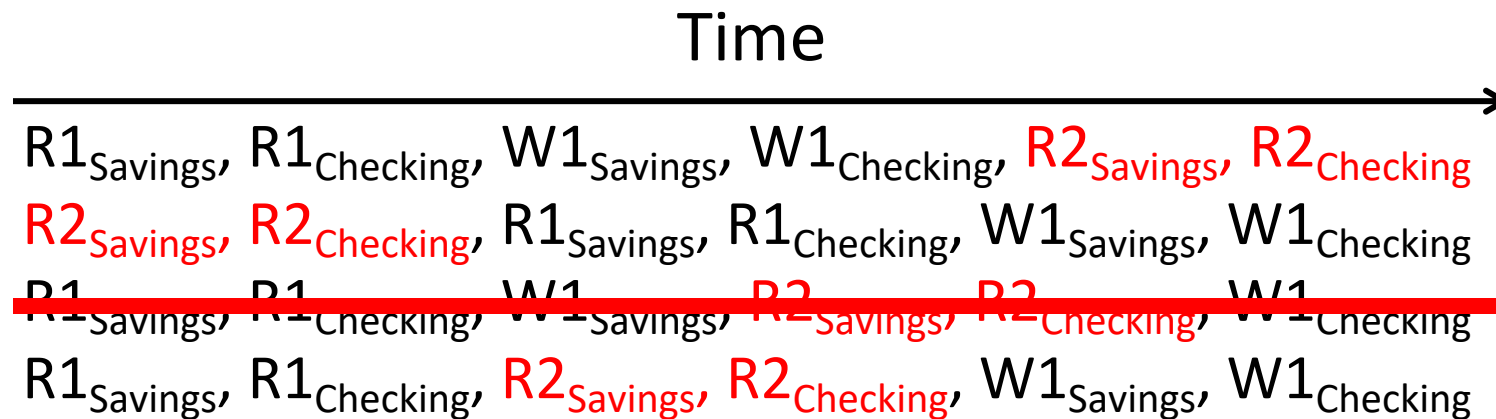 Time
R1Savings, R1Checking, W1Savings, W1Checking, R2Savings, R2Checking
R2Savings, R2Checking, R1Savings, R1Checking, W1Savings, W1Checking
R1Savings, R1Checking, W1Savings, R2Savings, R2Checking, W1Checking
R1Savings, R1Checking, R2Savings, R2Checking, W1Savings, W1Checking